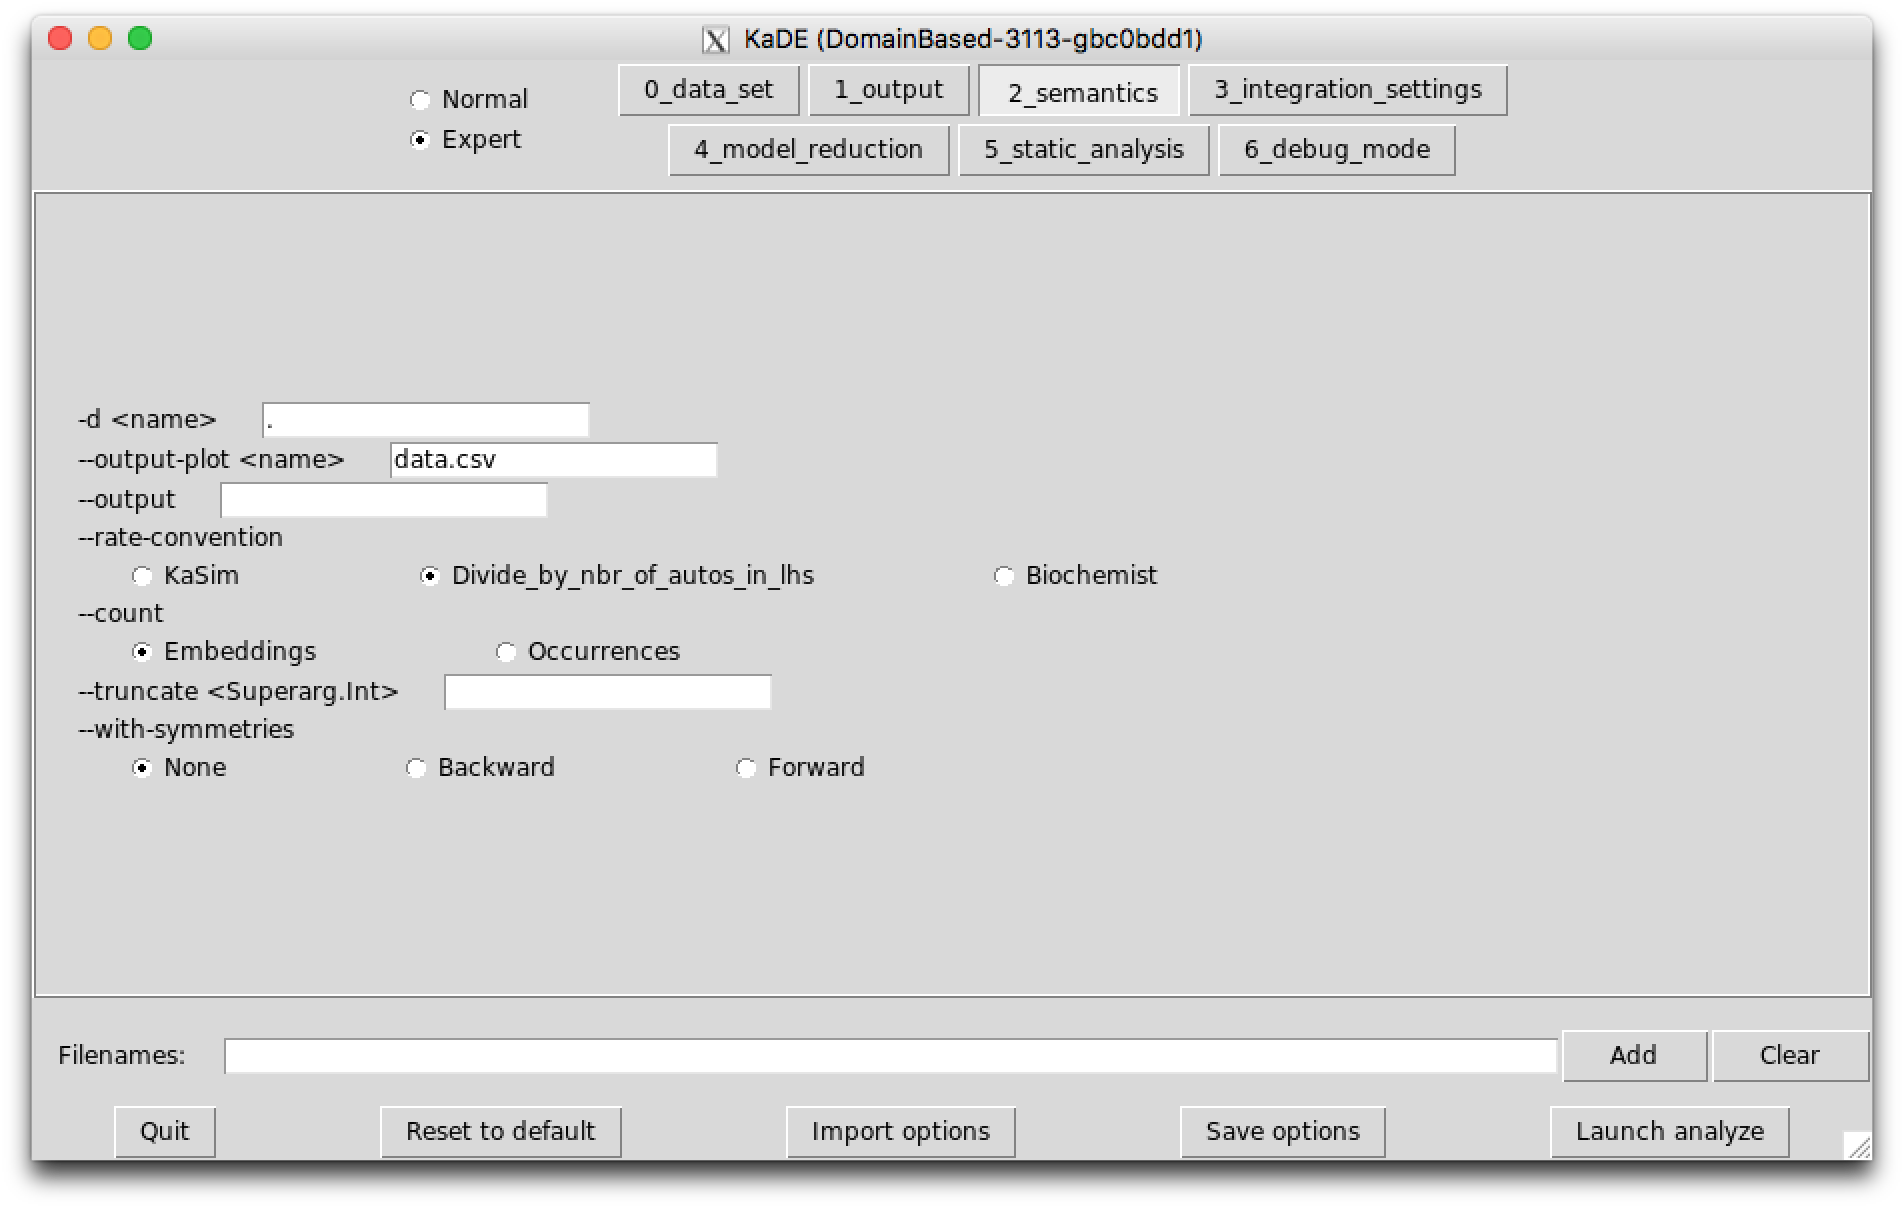 KaDE (DomainBased-3113-gbc0bdd1)
Normal
Expert
0_data_set 1_output 2_semantics 3_integration_settings
4_model_reduction 5_static_analysis 6_debug_mode
-d <name> .
--output-plot <name> data.csv
--output
--rate-convention
KaSim Divide_by_nbr_of_autos_in_lhs Biochemist
--count
Embeddings Occurrences
--truncate <Superarg.Int>
--with-symmetries
None Backward Forward
Filenames: Add Clear
Quit Reset to default Import options Save options Launch analyze